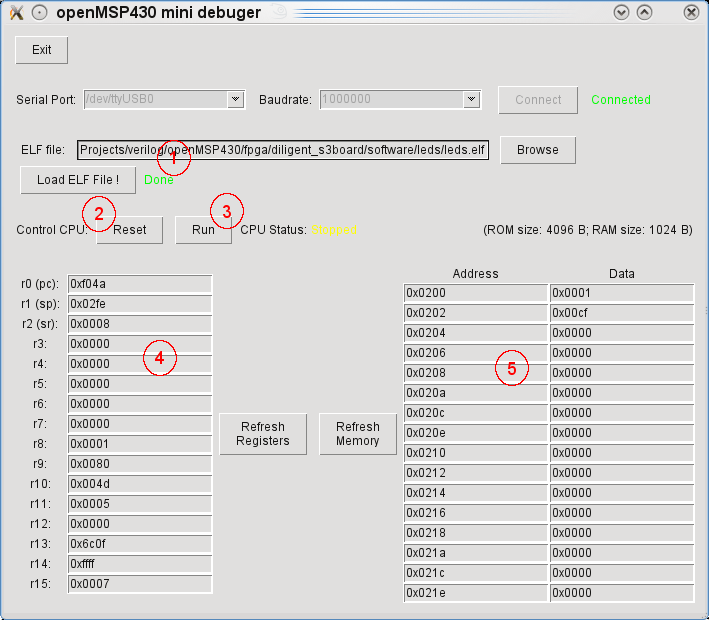 openMSP430 mini debuger
Exit
Serial Port: /dev/ttyUSB0 Baudrate: 1000000 Connect Connected
ELF file: Projects/verilog/openMSP430/fpga/diligent_s3board/software/leds/leds.elf Browse
1
Load ELF File ! Done
2 3
Control CPU: Reset Run CPU Status: Stopped (ROM size: 4096 B; RAM size: 1024 B)
Address Data
r0 (pc): 0xf04a 0x0200 0x0001
r1 (sp): 0x02fe 0x0202 0x00cf
r2 (sr): 0x0008 0x0204 0x0000
r3: 0x0000 0x0206 0x0000
4 5
r4: 0x0000 0x0208 0x0000
r5: 0x0000 0x020a 0x0000
r6: 0x0000 0x020c 0x0000
r7: 0x0000 0x020e 0x0000
r8: 0x0001 0x0210 0x0000
Refresh Registers Refresh Memory
r9: 0x0080 0x0212 0x0000
r10: 0x004d 0x0214 0x0000
r11: 0x0005 0x0216 0x0000
r12: 0x0000 0x0218 0x0000
r13: 0x6c0f 0x021a 0x0000
r14: 0xffff 0x021c 0x0000
r15: 0x0007 0x021e 0x0000